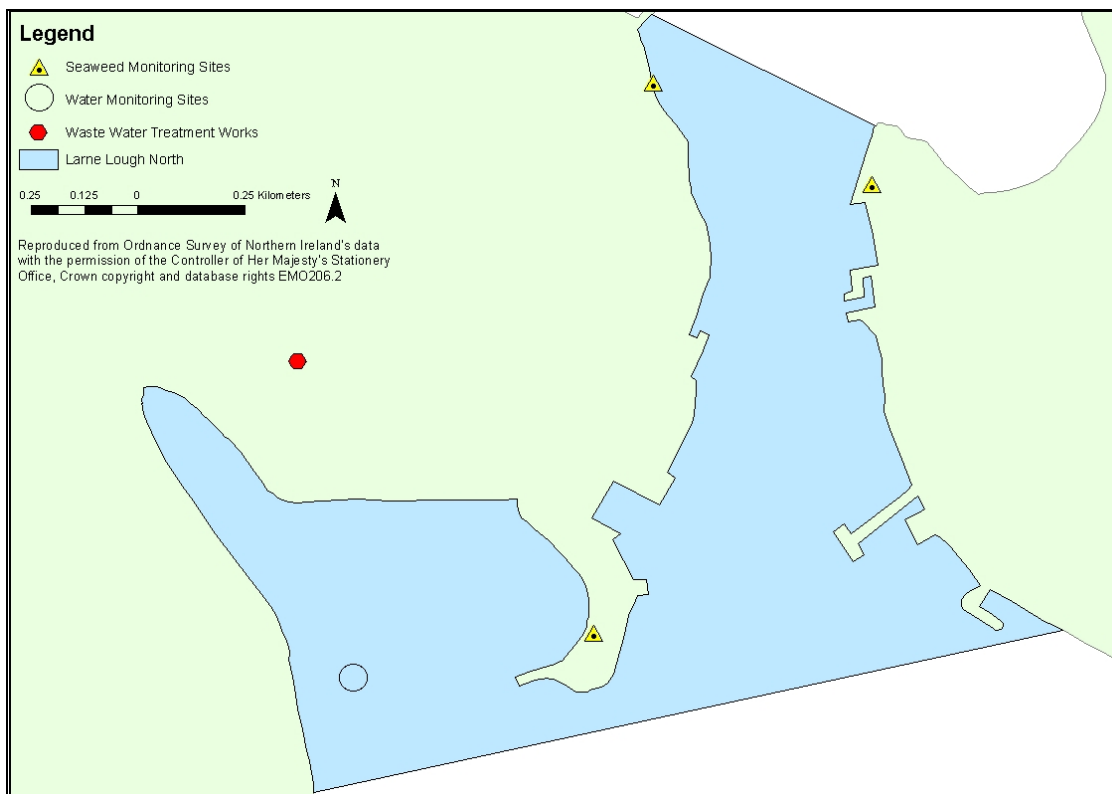 Legend
Seaweed Monitoring Sites
Water Monitoring Sites
Waste Water Treatment Works
Larne Lough North
0.25 0.125 0 0.25 Kilometers
N
Reproduced from Ordnance Survey of Northern Ireland's data
with the permission of the Controller of Her Majesty's Stationery
Office, Crown copyright and database rights EMO206.2